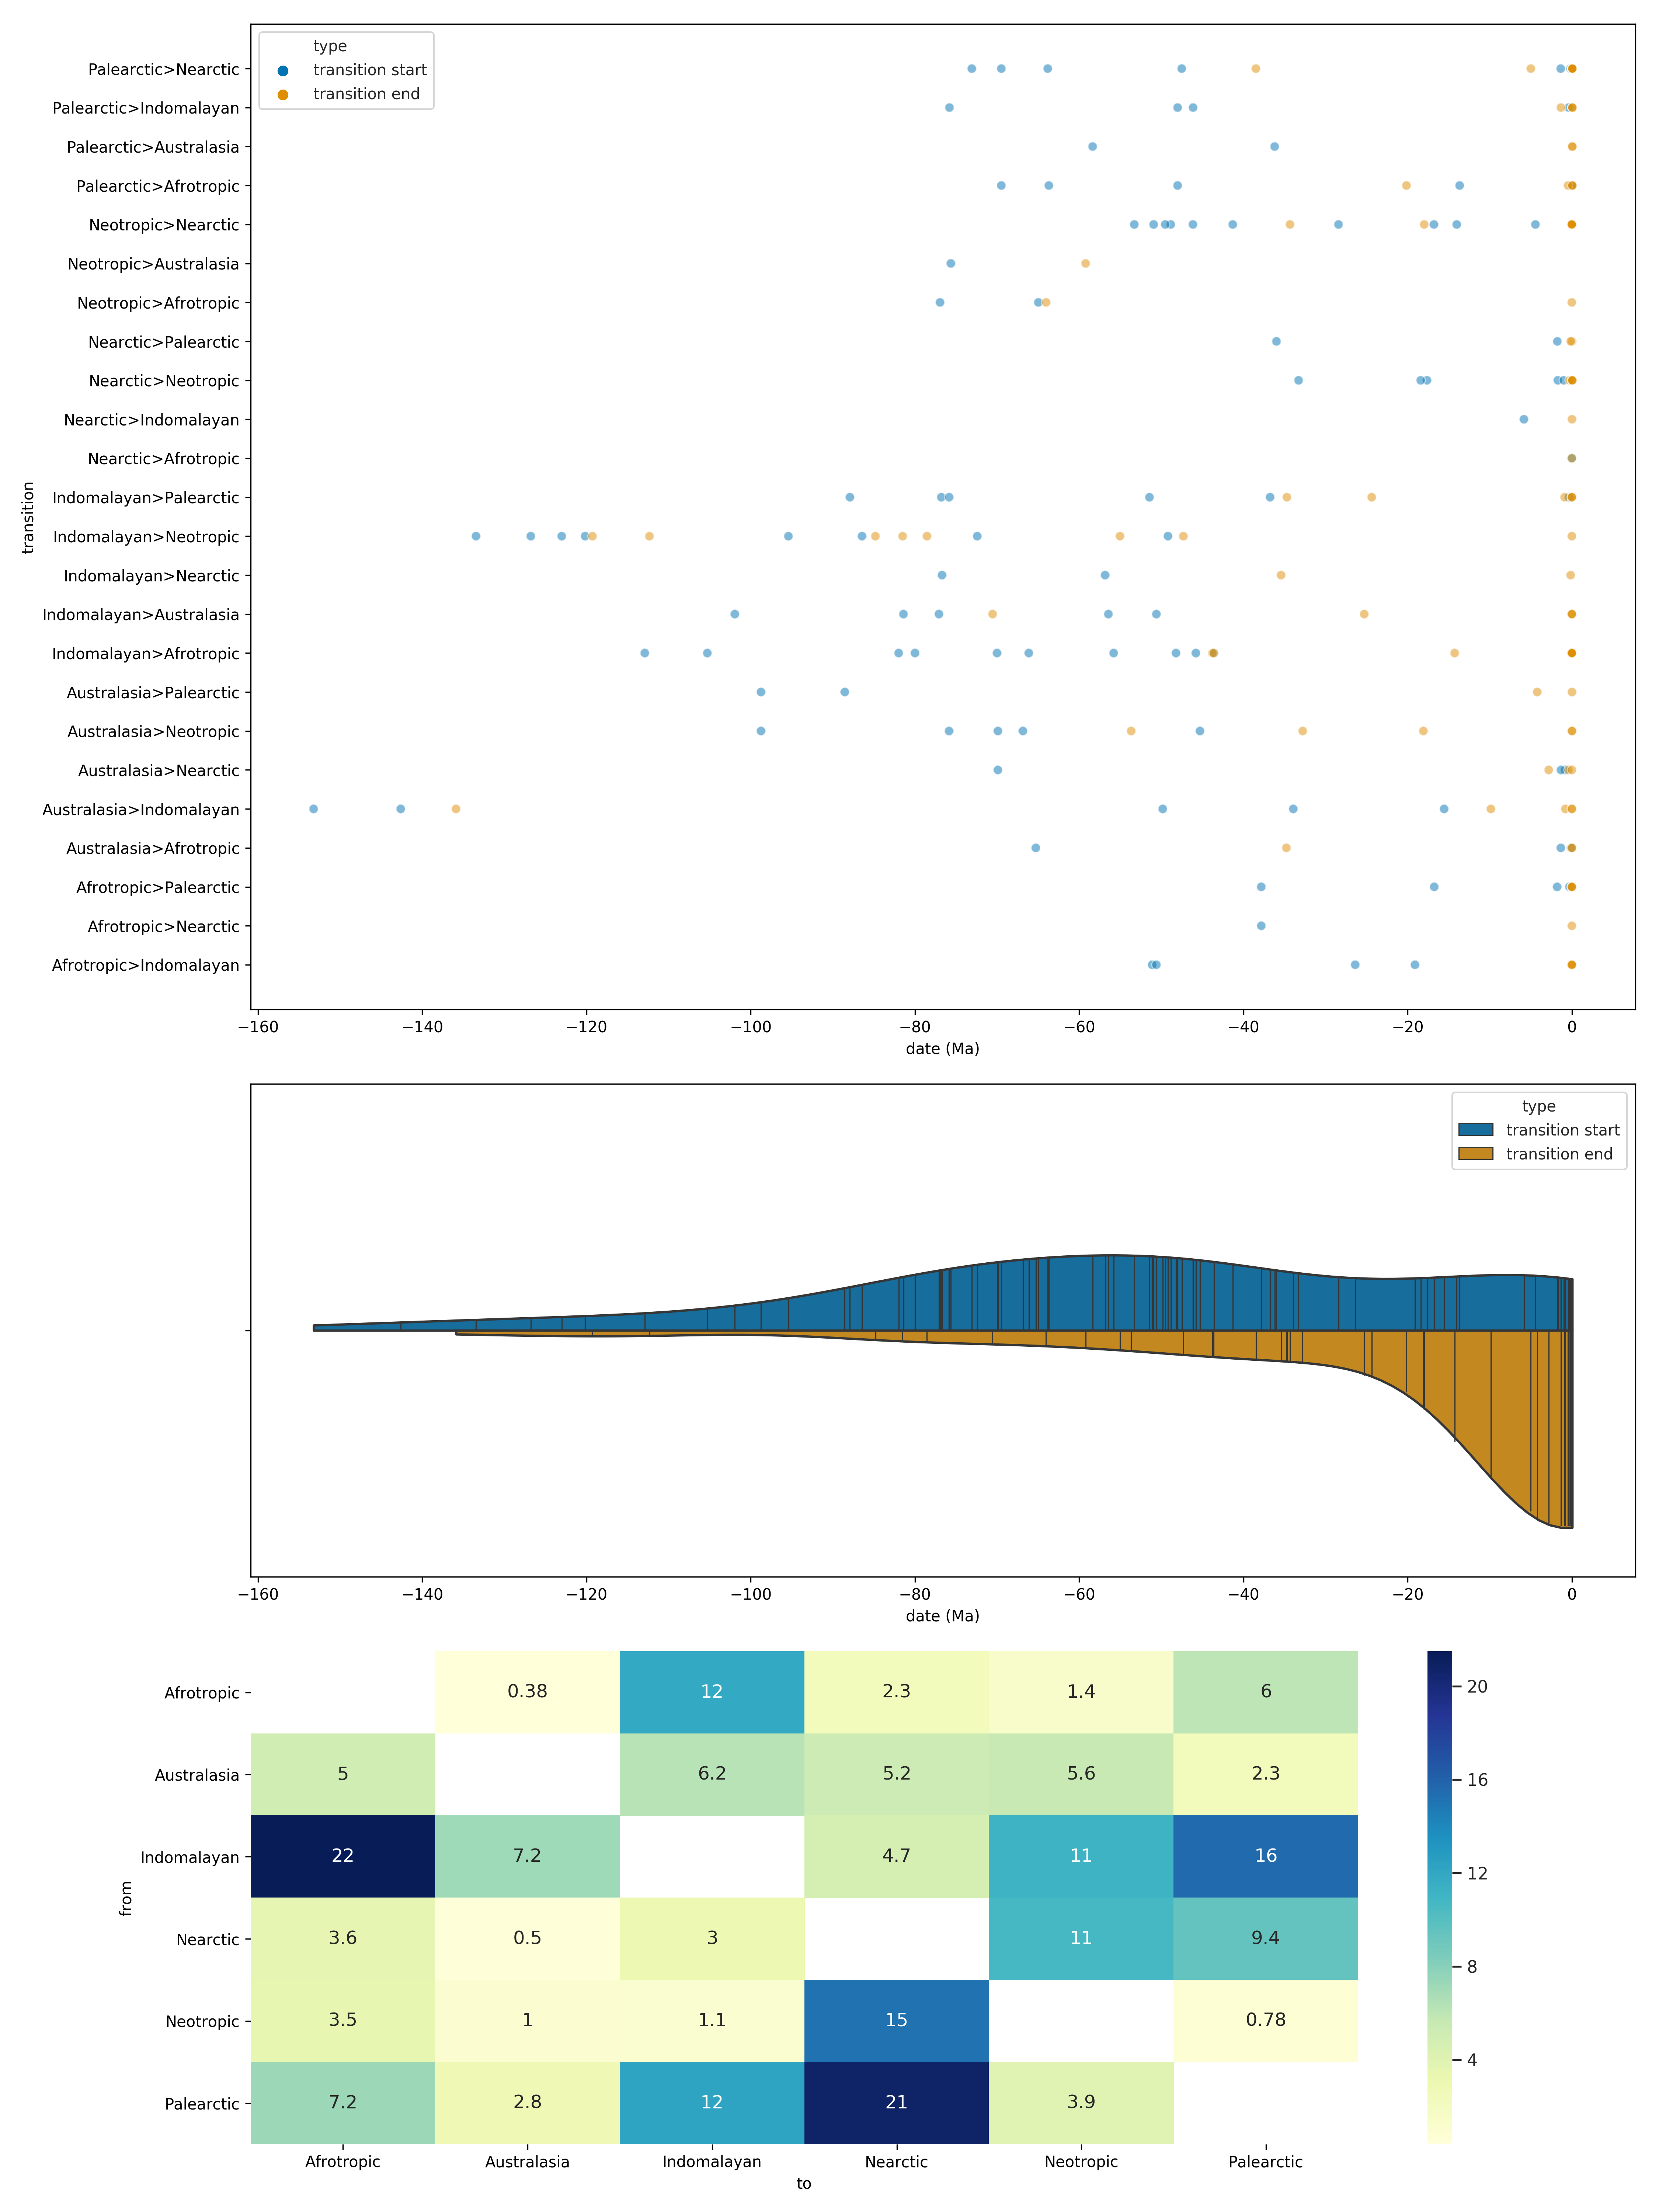 type
transition start
transition end
Palearctic>Nearctic
Palearctic>Indomalayan
Palearctic>Australasia
Palearctic>Afrotropic
Neotropic>Nearctic
Neotropic>Australasia
Neotropic>Afrotropic
Nearctic>Palearctic
Nearctic>Neotropic
Nearctic>Indomalayan
Nearctic>Afrotropic
Indomalayan>Palearctic
Indomalayan>Neotropic
Indomalayan>Nearctic
Indomalayan>Australasia
Indomalayan>Afrotropic
Australasia>Palearctic
Australasia>Neotropic
Australasia>Nearctic
Australasia>Indomalayan
Australasia>Afrotropic
Afrotropic>Palearctic
Afrotropic>Nearctic
Afrotropic>Indomalayan
transition
−160 −140 −120 −100 −80 −60 −40 −20 0
date (Ma)
type
transition start
transition end
−160 −140 −120 −100 −80 −60 −40 −20 0
date (Ma)
Afrotropic 0.38 12 2.3 1.4 6
Australasia 5 6.2 5.2 5.6 2.3
Indomalayan 22 7.2 4.7 11 16
Nearctic 3.6 0.5 3 11 9.4
Neotropic 3.5 1 1.1 15 0.78
Palearctic 7.2 2.8 12 21 3.9
from
Afrotropic Australasia Indomalayan Nearctic Neotropic Palearctic
to
20
16
12
8
4